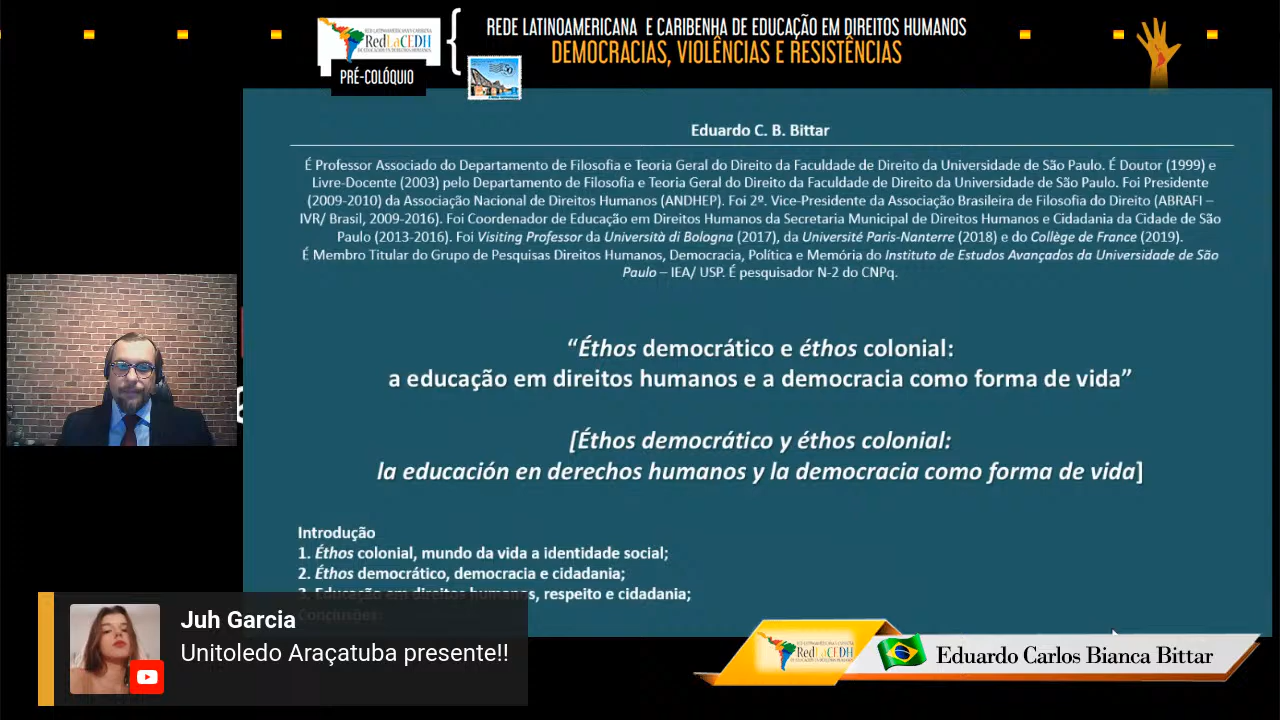 REDE LATINOAMERICANA E CARIBENHA DE EDUCAÇÃO EM DIREITOS HUMANOS
DEMOCRACIAS, VIOLÊNCIAS E RESISTÊNCIAS
RedLaCEDH
PRÉ-COLÓQUIO
Eduardo C. B. Bittar
É Professor Associado do Departamento de Filosofia e Teoria Geral do Direito da Faculdade de Direito da Universidade de São Paulo. É Doutor (1999) e
Livre-Docente (2003) pelo Departamento de Filosofia e Teoria Geral do Direito da Faculdade de Direito da Universidade de São Paulo. Foi Presidente
(2009-2010) da Associação Nacional de Direitos Humanos (ANDHEP). Foi 2º. Vice-Presidente da Associação Brasileira de Filosofia do Direito (ABRAFI –
IVR/ Brasil, 2009-2016). Foi Coordenador de Educação em Direitos Humanos da Secretaria Municipal de Direitos Humanos e Cidadania da Cidade de São
Paulo (2013-2016). Foi Visiting Professor da Università di Bologna (2017), da Université Paris-Nanterre (2018) e do Collège de France (2019).
É Membro Titular do Grupo de Pesquisas Direitos Humanos, Democracia, Política e Memória do Instituto de Estudos Avançados da Universidade de São
Paulo – IEA/ USP. É pesquisador N-2 do CNPq.
“Éthos democrático e éthos colonial:
a educação em direitos humanos e a democracia como forma de vida”
[Éthos democrático y éthos colonial:
la educación en derechos humanos y la democracia como forma de vida]
Introdução
1. Éthos colonial, mundo da vida a identidade social;
2. Éthos democrático, democracia e cidadania;
3. Educação em direitos humanos, respeito e cidadania;
Conclusões.
Juh Garcia
Unitoledo Araçatuba presente!!
RedLaCEDH
Eduardo Carlos Bianca Bittar